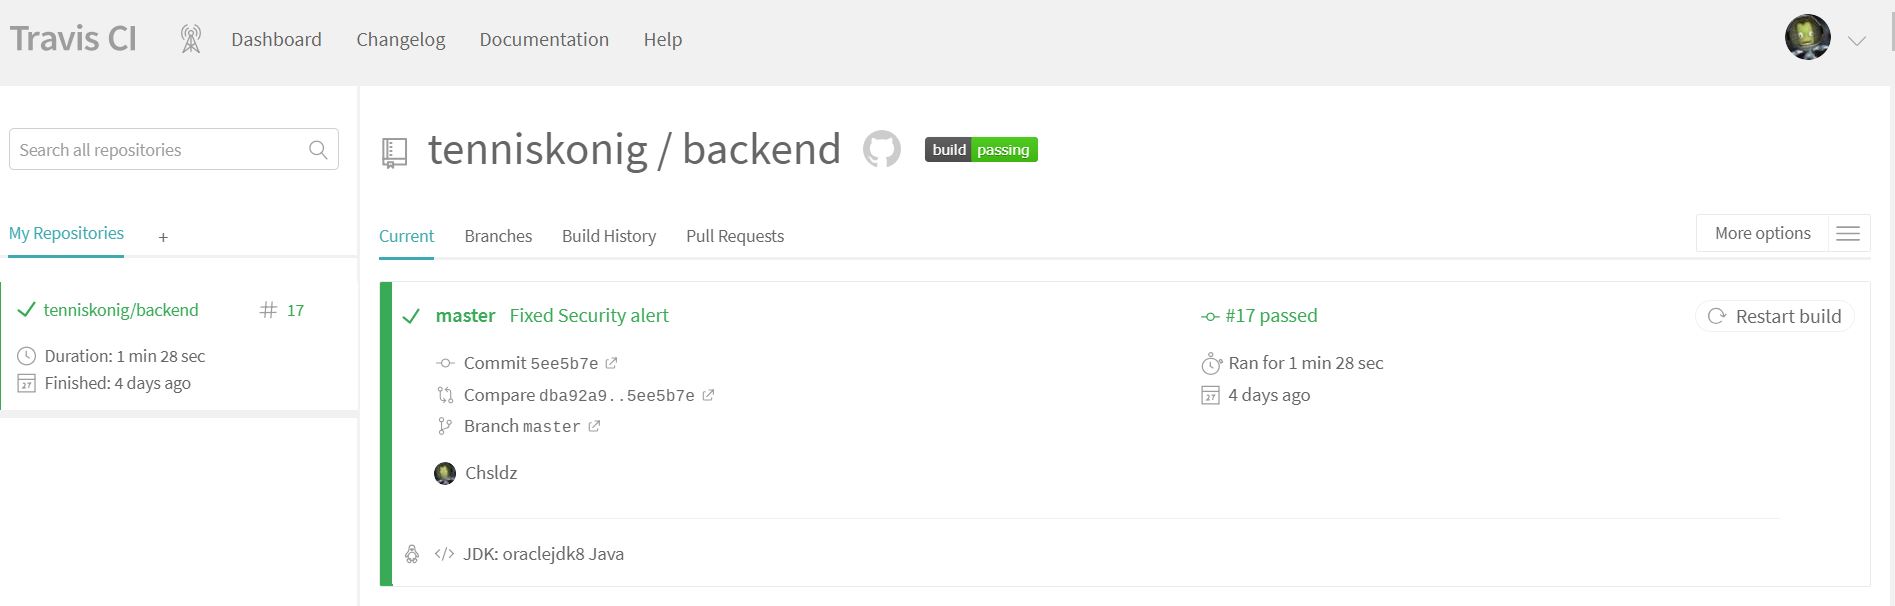 Travis CI Dashboard Changelog Documentation Help
Search all repositories
My Repositories +
tenniskonig/backend # 17
Duration: 1 min 28 sec
Finished: 4 days ago
tenniskonig / backend build passing
Current Branches Build History Pull Requests More options
master Fixed Security alert #17 passed Restart build
Commit 5ee5b7e Ran for 1 min 28 sec
Compare dba92a9..5ee5b7e 4 days ago
Branch master
Chsldz
</> JDK: oraclejdk8 Java